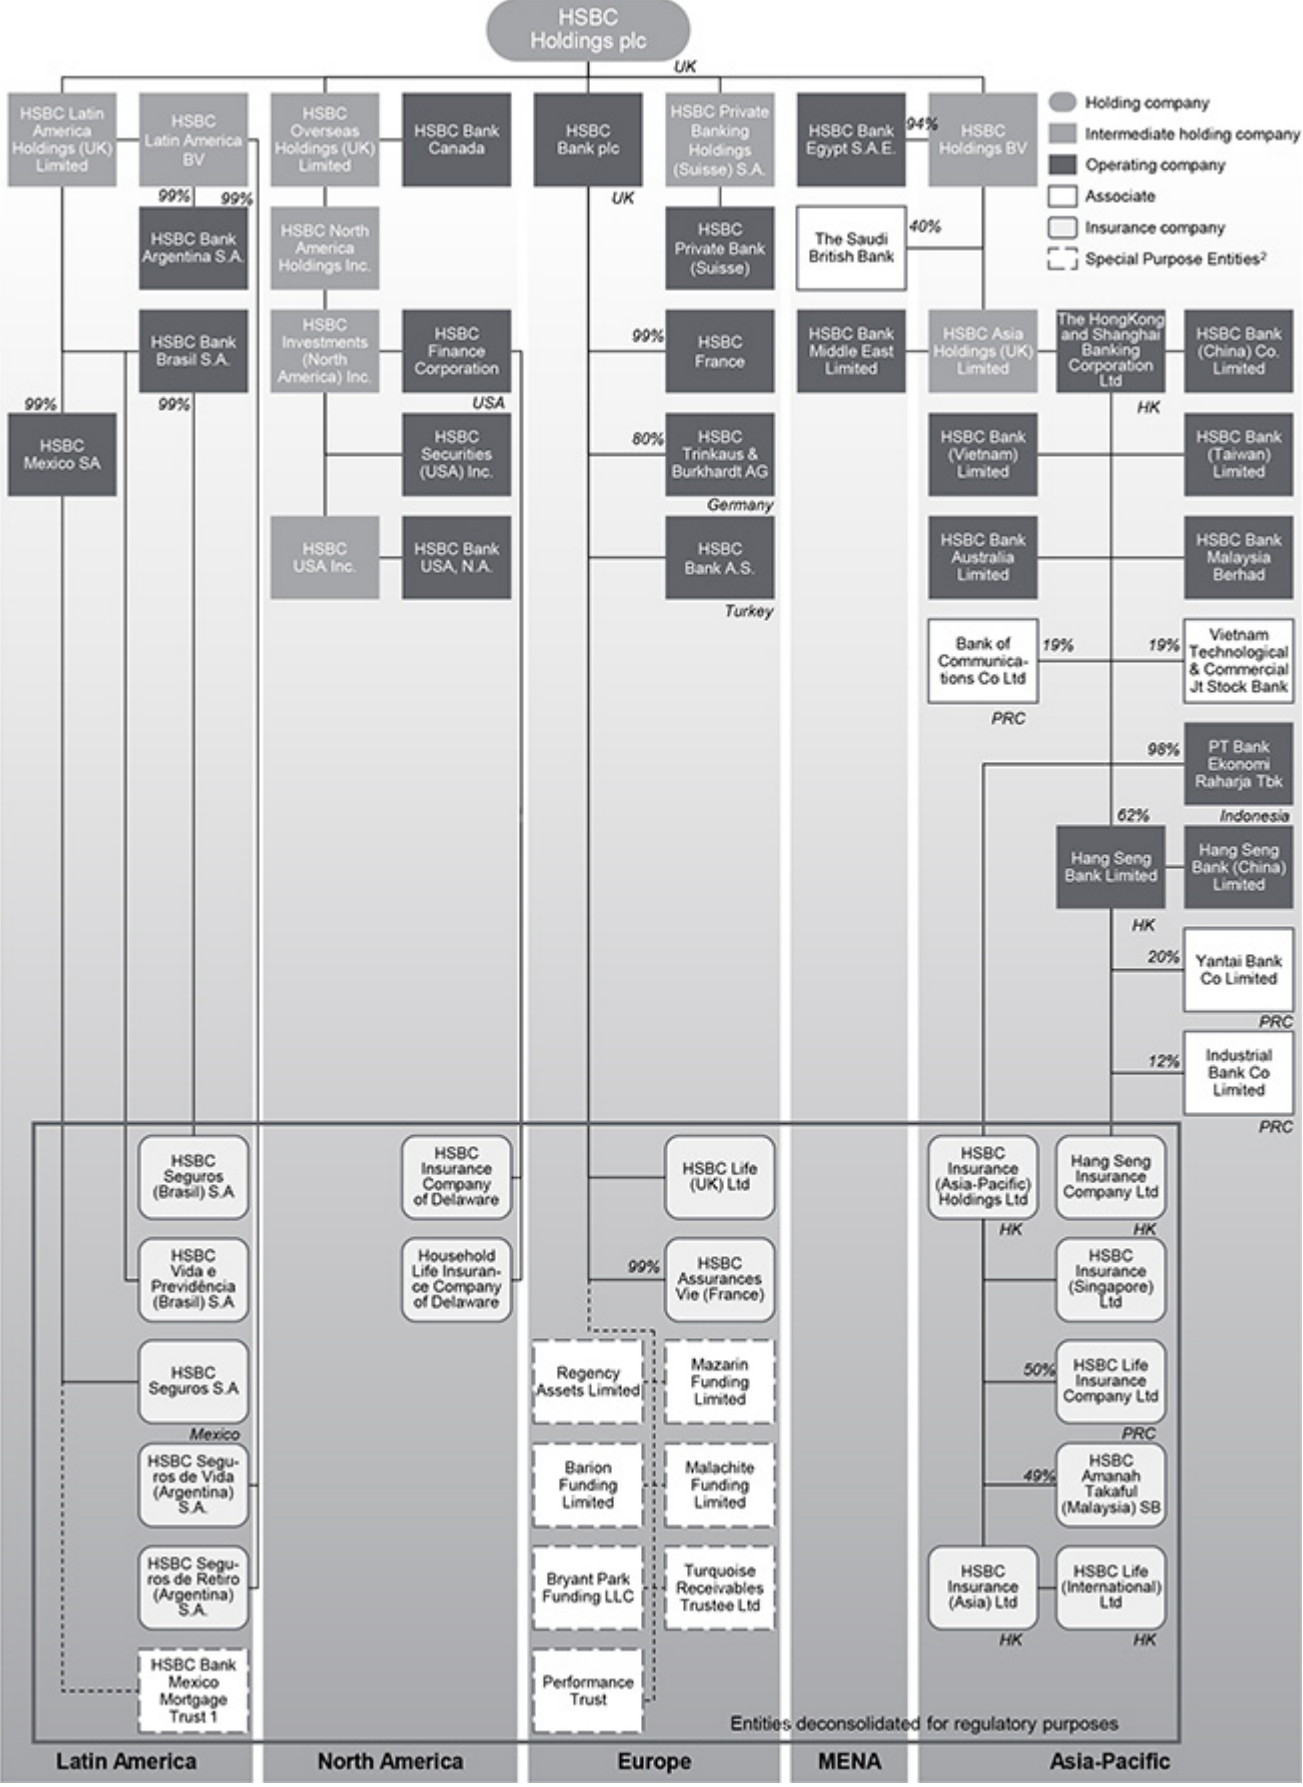 HSBC
Holdings plc
UK
HSBC Latin
America
Holdings (UK)
Limited
HSBC
Latin America
BV
HSBC
Overseas
Holdings (UK)
Limited
HSBC Bank
Canada
HSBC
Bank plc
HSBC Private
Banking
Holdings
(Suisse) S.A.
HSBC Bank
Egypt S.A.E.
94%
HSBC
Holdings BV
Holding company
Intermediate holding company
Operating company
Associate
Insurance company
Special Purpose Entities²
99%
99%
UK
HSBC Bank
Argentina S.A.
HSBC North
America
Holdings Inc.
HSBC
Private Bank
(Suisse)
The Saudi
British Bank
40%
HSBC Bank
Brasil S.A.
HSBC
Investments
(North
America) Inc.
HSBC
Finance
Corporation
USA
99%
HSBC
France
HSBC Bank
Middle East
Limited
HSBC Asia
Holdings (UK)
Limited
The HongKong
and Shanghai
Banking
Corporation
Ltd
HK
HSBC Bank
(China) Co.
Limited
99%
99%
HSBC
Mexico SA
HSBC
Securities
(USA) Inc.
80%
HSBC
Trinkaus &
Burkhardt AG
Germany
HSBC Bank
(Vietnam)
Limited
HSBC Bank
(Taiwan)
Limited
HSBC
USA Inc.
HSBC Bank
USA, N.A.
HSBC
Bank A.S.
Turkey
HSBC Bank
Australia
Limited
HSBC Bank
Malaysia
Berhad
Bank of
Communica-
tions Co Ltd
19%
PRC
19%
Vietnam
Technological
& Commercial
Jt Stock Bank
98%
PT Bank
Ekonomi
Raharja Tbk
Indonesia
62%
Hang Seng
Bank Limited
HK
Hang Seng
Bank (China)
Limited
20%
Yantai Bank
Co Limited
PRC
12%
Industrial
Bank Co
Limited
PRC
HSBC
Seguros
(Brasil) S.A
HSBC
Insurance
Company
of Delaware
HSBC Life
(UK) Ltd
HSBC
Insurance
(Asia-Pacific)
Holdings Ltd
HK
Hang Seng
Insurance
Company Ltd
HK
HSBC
Vida e
Previdência
(Brasil) S.A
Household
Life Insuran-
ce Company
of Delaware
99%
HSBC
Assurances
Vie (France)
HSBC
Insurance
(Singapore)
Ltd
HSBC
Seguros S.A
Mexico
Regency
Assets Limited
Mazarin
Funding
Limited
50%
HSBC Life
Insurance
Company Ltd
PRC
HSBC Segu-
ros de Vida
(Argentina)
S.A.
Barion
Funding
Limited
Malachite
Funding
Limited
49%
HSBC
Amanah
Takaful
(Malaysia) SB
HSBC Segu-
ros de Retiro
(Argentina)
S.A.
Bryant Park
Funding LLC
Turquoise
Receivables
Trustee Ltd
HSBC
Insurance
(Asia) Ltd
HK
HSBC Life
(International)
Ltd
HK
HSBC Bank
Mexico
Mortgage
Trust 1
Performance
Trust
Entities deconsolidated for regulatory purposes
Latin America
North America
Europe
MENA
Asia-Pacific